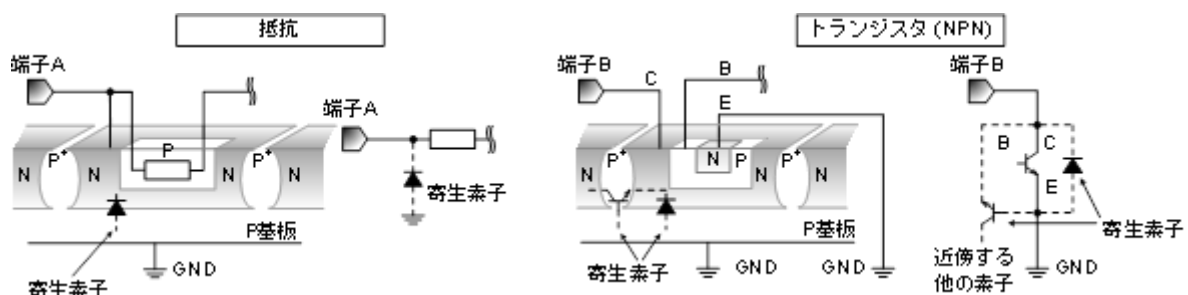 抵抗
トランジスタ (NPN)
端子A
端子A
端子B
C
B
E
端子B
N
P+
N
P
N
P+
N
寄生素子
P基板
GND
寄生素子
N
P+
N
N
P
N
P+
N
P基板
GND
GND
寄生素子
B
C
E
寄生素子
近傍する
他の素子
GND